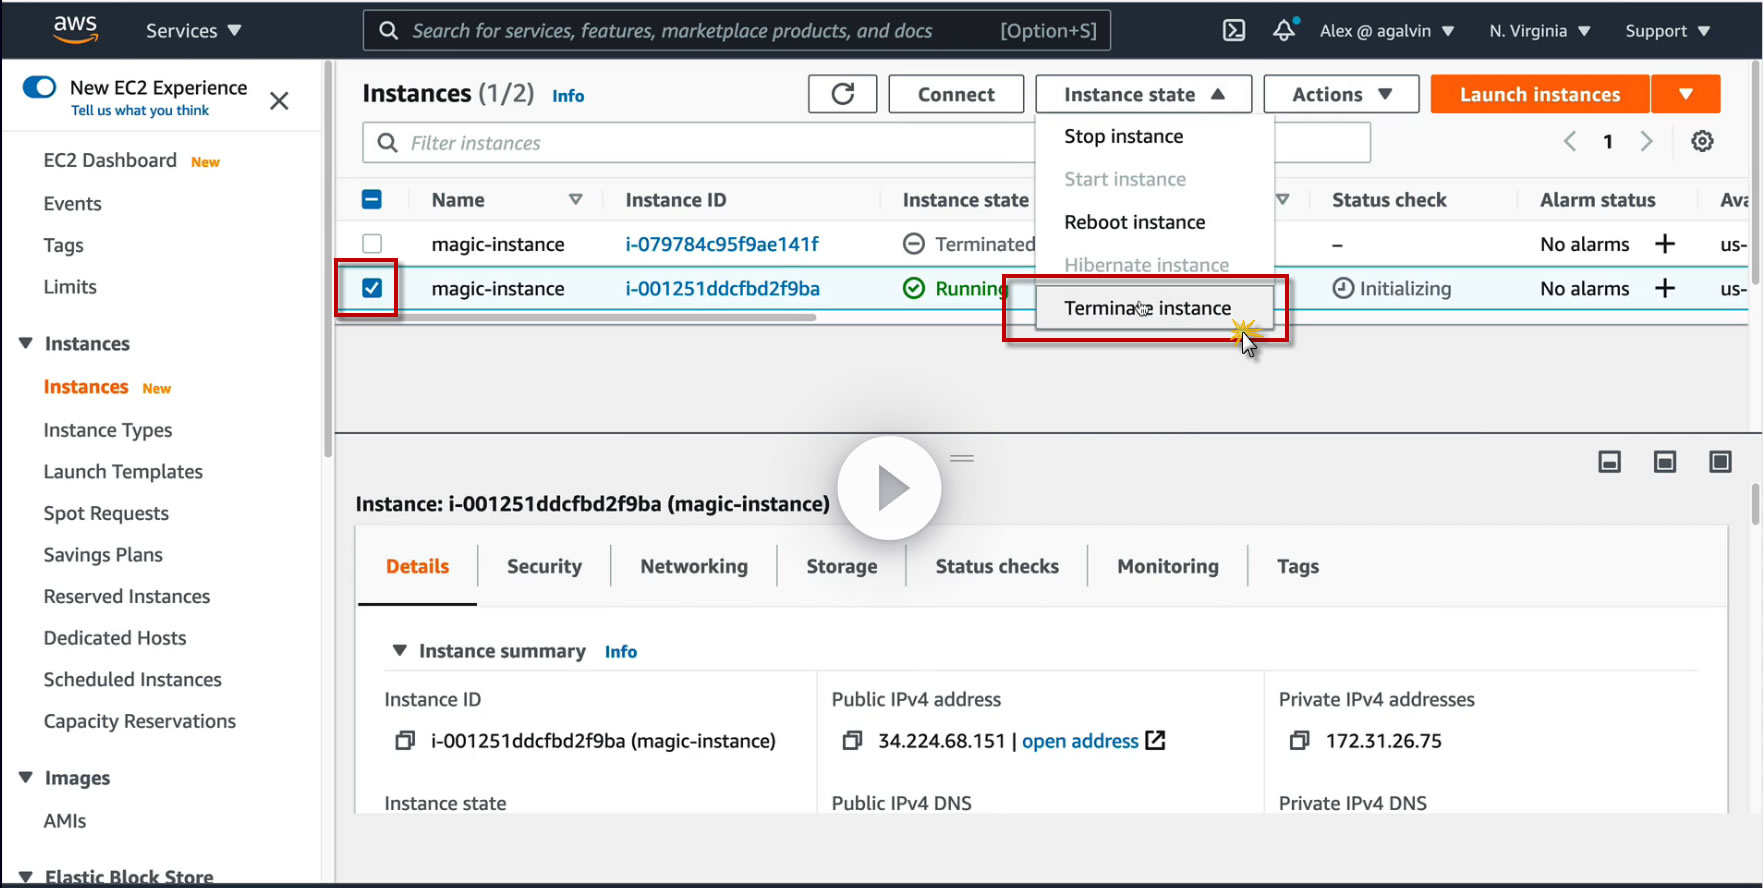 aws Services Search for services, features, marketplace products, and docs [Option+S] Alex @ agalvin N. Virginia Support
New EC2 Experience
Tell us what you think
EC2 Dashboard New
Events
Tags
Limits
Instances
Instances New
Instance Types
Launch Templates
Spot Requests
Savings Plans
Reserved Instances
Dedicated Hosts
Scheduled Instances
Capacity Reservations
Images
AMIs
Elastic Block Store
Instances (1/2) Info Connect Instance state Actions Launch instances
Filter instances 1
Stop instance
Start instance
Reboot instance
Hibernate instance
Terminate instance
Name Instance ID Instance state Status check Alarm status Ava
magic-instance i-079784c95f9ae141f Terminated – No alarms + us-
magic-instance i-001251ddcfbd2f9ba Running Initializing No alarms + us-
Instance: i-001251ddcfbd2f9ba (magic-instance)
Details Security Networking Storage Status checks Monitoring Tags
Instance summary Info
Instance ID Public IPv4 address Private IPv4 addresses
i-001251ddcfbd2f9ba (magic-instance) 34.224.68.151 | open address 172.31.26.75
Instance state Public IPv4 DNS Private IPv4 DNS